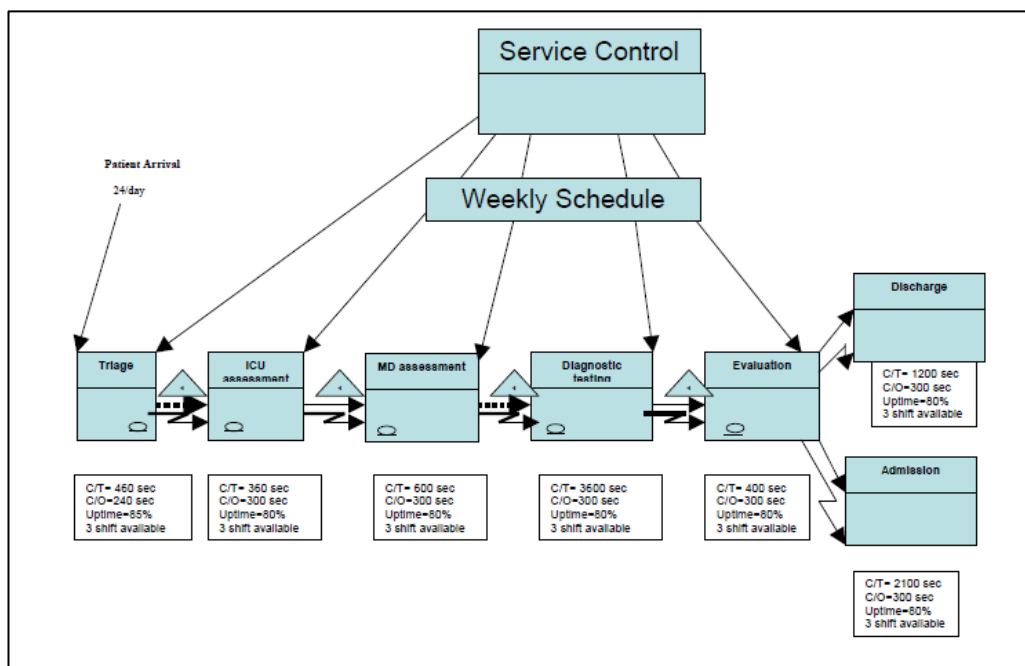 Service Control
Patient Arrival
24/day
Weekly Schedule
Triage
ICU
assessment
MD assessment
Diagnostic
testing
Evaluation
Discharge
C/T= 1200 sec
C/O=300 sec
Uptime=80%
3 shift available
Admission
C/T= 460 sec
C/O=240 sec
Uptime=85%
3 shift available
C/T= 360 sec
C/O=300 sec
Uptime=80%
3 shift available
C/T= 600 sec
C/O=300 sec
Uptime=80%
3 shift available
C/T= 3600 sec
C/O=300 sec
Uptime=80%
3 shift available
C/T= 400 sec
C/O=300 sec
Uptime=80%
3 shift available
C/T= 2100 sec
C/O=300 sec
Uptime=80%
3 shift available